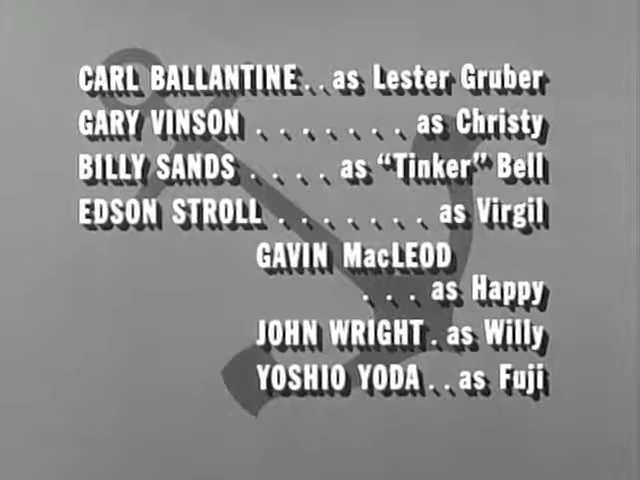 CARL BALLANTINE . . as Lester Gruber
GARY VINSON . . . . . . . as Christy
BILLY SANDS . . . . as "Tinker" Bell
EDSON STROLL . . . . . . . as Virgil
GAVIN MacLEOD
. . . as Happy
JOHN WRIGHT . as Willy
YOSHIO YODA . . as Fuji